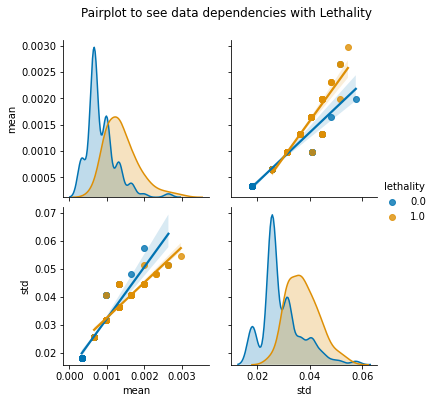 Pairplot to see data dependencies with Lethality
0.0030
0.0025
0.0020
0.0015
0.0010
0.0005
mean
lethality
0.0
1.0
0.07
0.06
0.05
0.04
0.03
0.02
std
0.000 0.001 0.002 0.003
0.02 0.04 0.06
mean
std